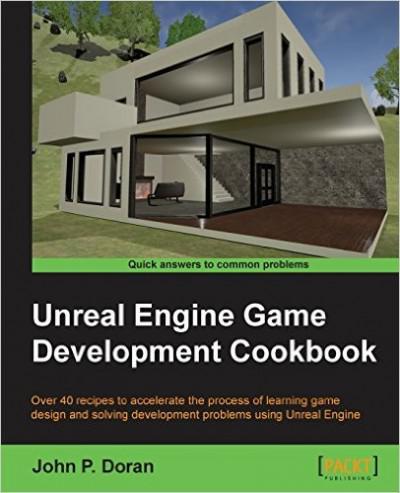 Quick answers to common problems
Unreal Engine Game
Development Cookbook
Over 40 recipes to accelerate the process of learning game
design and solving development problems using Unreal Engine
John P. Doran
[PACKT]
PUBLISHING